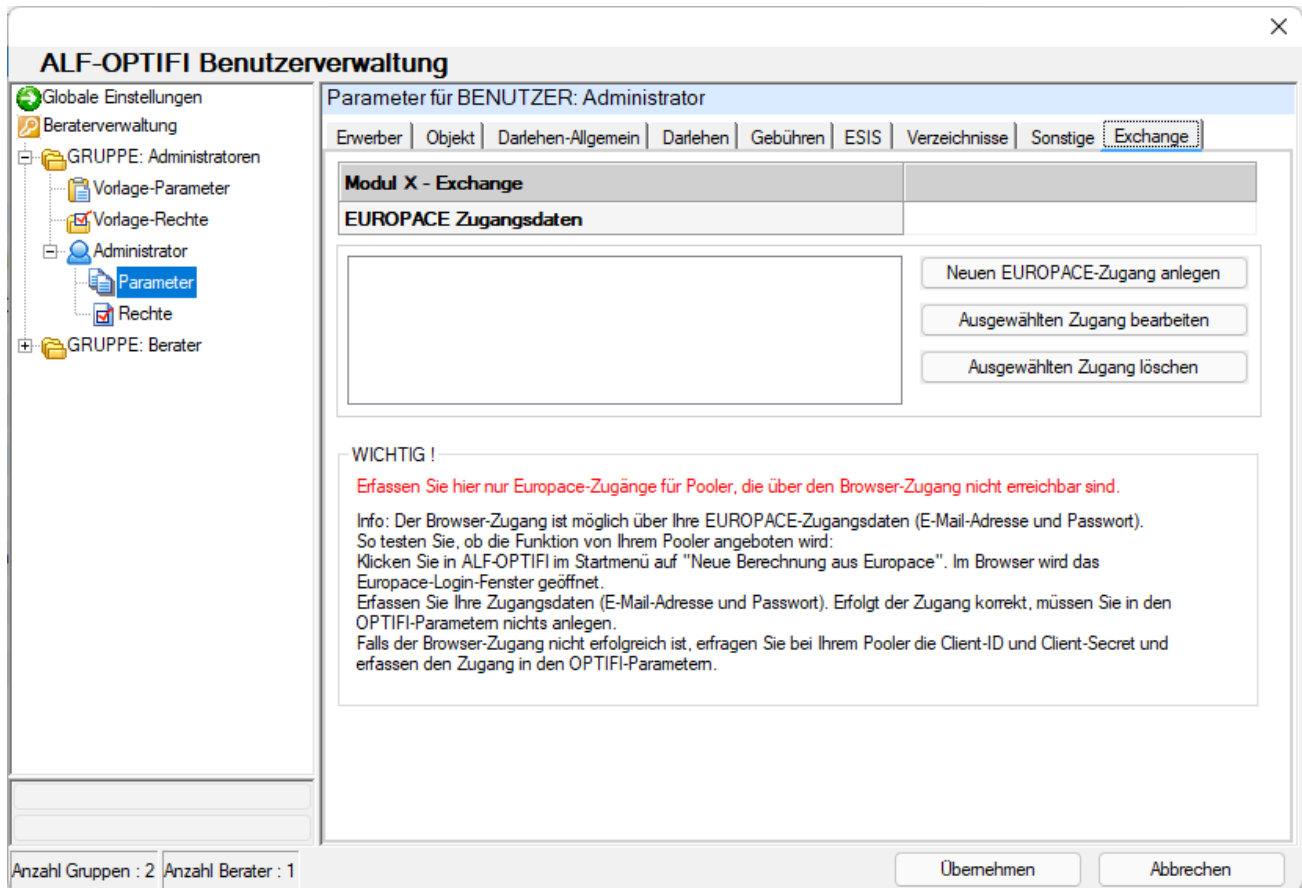 ALF-OPTIFI Benutzerverwaltung
Globale Einstellungen
Beraterverwaltung
GRUPPE: Administratoren
Vorlage-Parameter
Vorlage-Rechte
Administrator
Parameter
Rechte
GRUPPE: Berater
Parameter für BENUTZER: Administrator
Erwerber Objekt Darlehen-Allgemein Darlehen Gebühren ESIS Verzeichnisse Sonstige Exchange
Modul X - Exchange
EUROPACE Zugangsdaten
Neuen EUROPACE-Zugang anlegen
Ausgewählten Zugang bearbeiten
Ausgewählten Zugang löschen
WICHTIG !
Erfassen Sie hier nur Europace-Zugänge für Pooler, die über den Browser-Zugang nicht erreichbar sind.
Info: Der Browser-Zugang ist möglich über Ihre EUROPACE-Zugangsdaten (E-Mail-Adresse und Passwort).
So testen Sie, ob die Funktion von Ihrem Pooler angeboten wird:
Klicken Sie in ALF-OPTIFI im Startmenü auf "Neue Berechnung aus Europace". Im Browser wird das
Europace-Login-Fenster geöffnet.
Erfassen Sie Ihre Zugangsdaten (E-Mail-Adresse und Passwort). Erfolgt der Zugang korrekt, müssen Sie in den
OPTIFI-Parametern nichts anlegen.
Falls der Browser-Zugang nicht erfolgreich ist, erfragen Sie bei Ihrem Pooler die Client-ID und Client-Secret und
erfassen den Zugang in den OPTIFI-Parametern.
Anzahl Gruppen : 2 Anzahl Berater : 1
Übernehmen Abbrechen